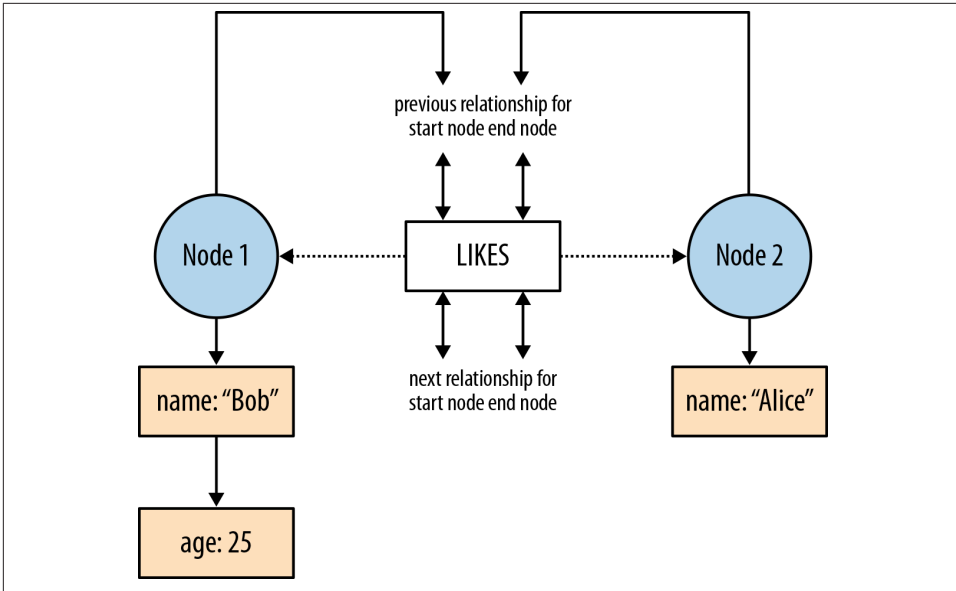 previous relationship for
start node end node
Node 1
LIKES
Node 2
name: “Bob”
next relationship for
start node end node
name: “Alice”
age: 25